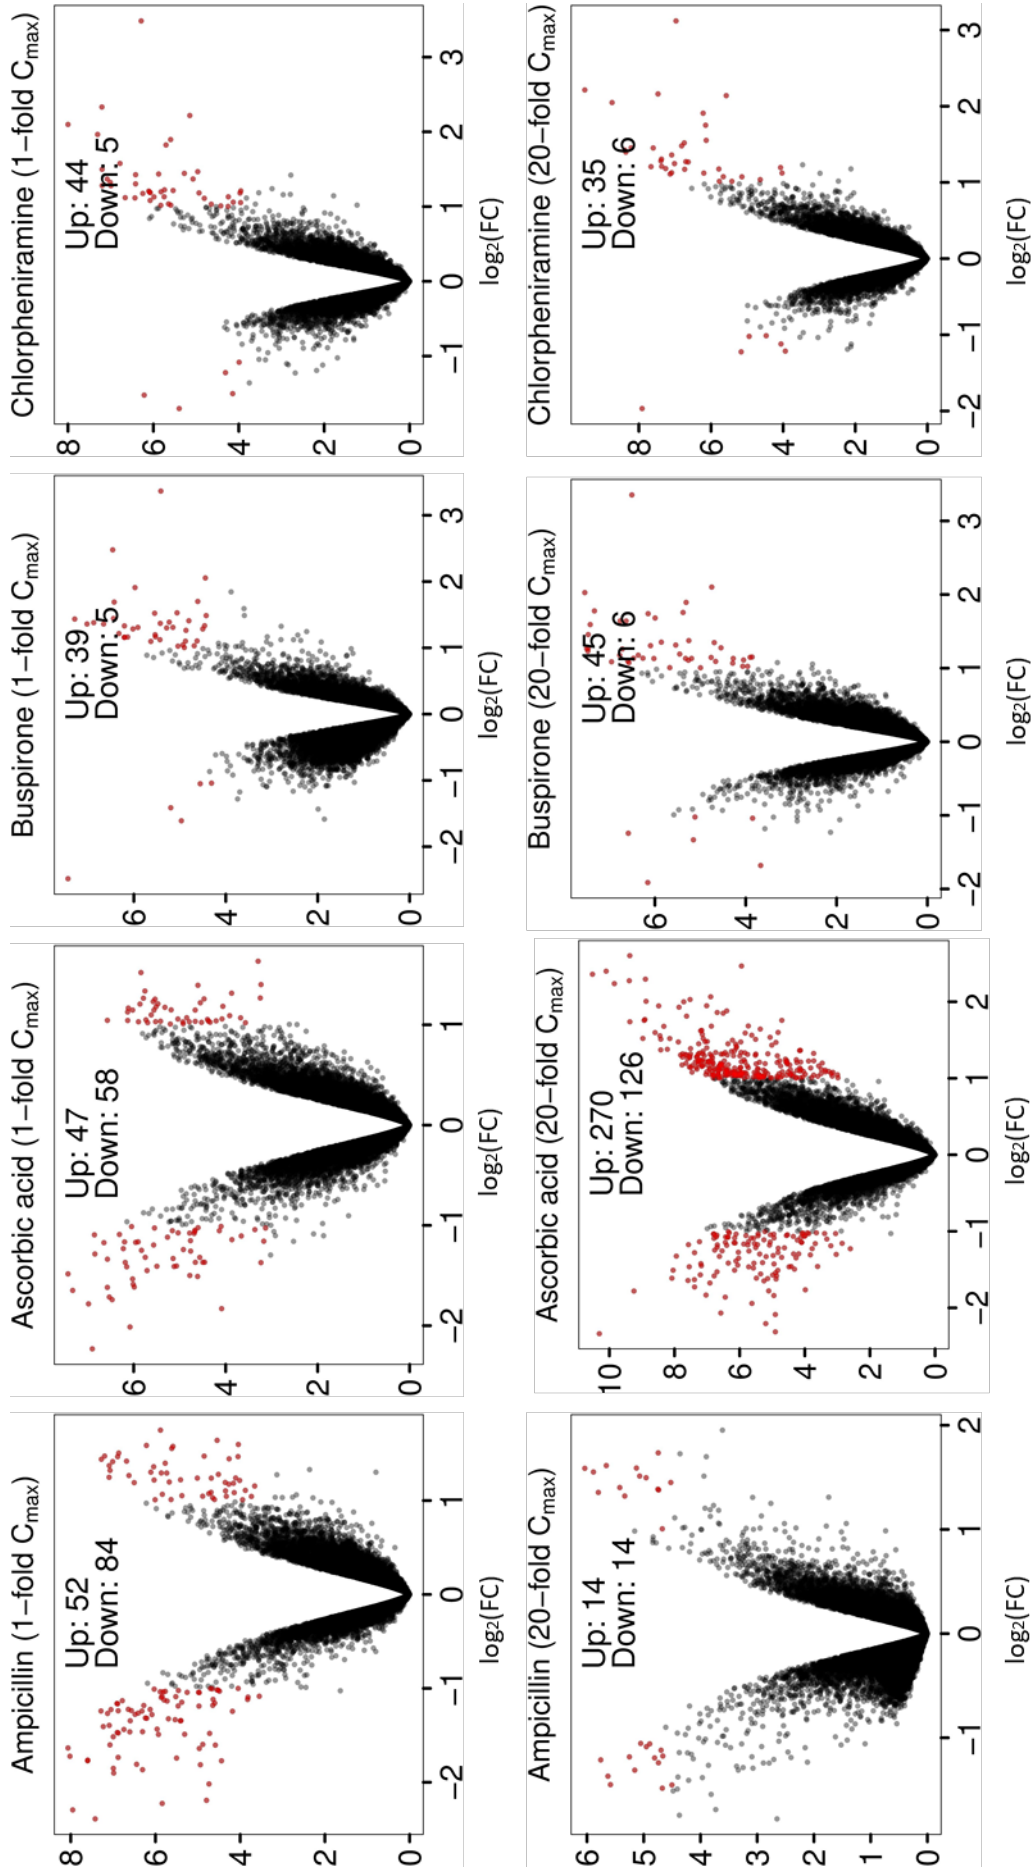 Ampicillin (1−fold Cmax)
Up: 52
Down: 84
8
6
4
2
0
−2 −1 0 1
log2(FC)
Ascorbic acid (1−fold Cmax)
Up: 47
Down: 58
6
4
2
0
−2 −1 0 1
log2(FC)
Buspirone (1−fold Cmax)
Up: 39
Down: 5
6
4
2
0
−2 −1 0 1 2 3
log2(FC)
Chlorpheniramine (1−fold Cmax)
Up: 44
Down: 5
8
6
4
2
0
−1 0 1 2 3
log2(FC)
Ampicillin (20−fold Cmax)
Up: 14
Down: 14
6
5
4
3
2
1
0
−1 0 1 2
log2(FC)
Ascorbic acid (20−fold Cmax)
Up: 270
Down: 126
10
8
6
4
2
0
−2 −1 0 1 2
log2(FC)
Buspirone (20−fold Cmax)
Up: 45
Down: 6
6
4
2
0
−2 −1 0 1 2 3
log2(FC)
Chlorpheniramine (20−fold Cmax)
Up: 35
Down: 6
8
6
4
2
0
−2 −1 0 1 2 3
log2(FC)